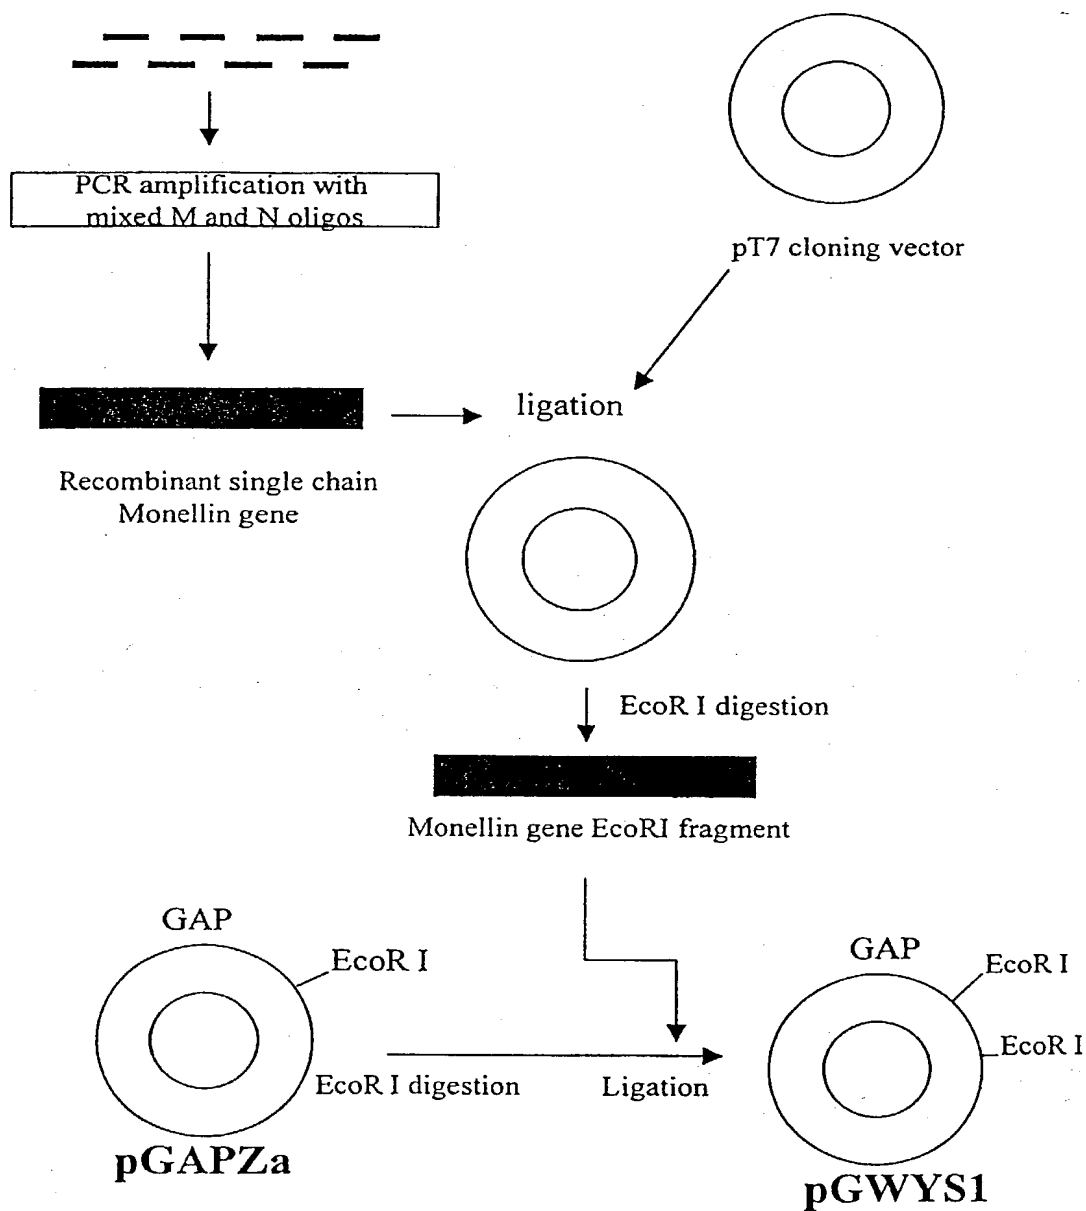 PCR amplification with
mixed M and N oligos
pT7 cloning vector
ligation
Recombinant single chain
Monellin gene
EcoR I digestion
Monellin gene EcoRI fragment
GAP
EcoR I
GAP
EcoR I
EcoR I
EcoR I digestion
Ligation
pGAPZa
pGWYS1